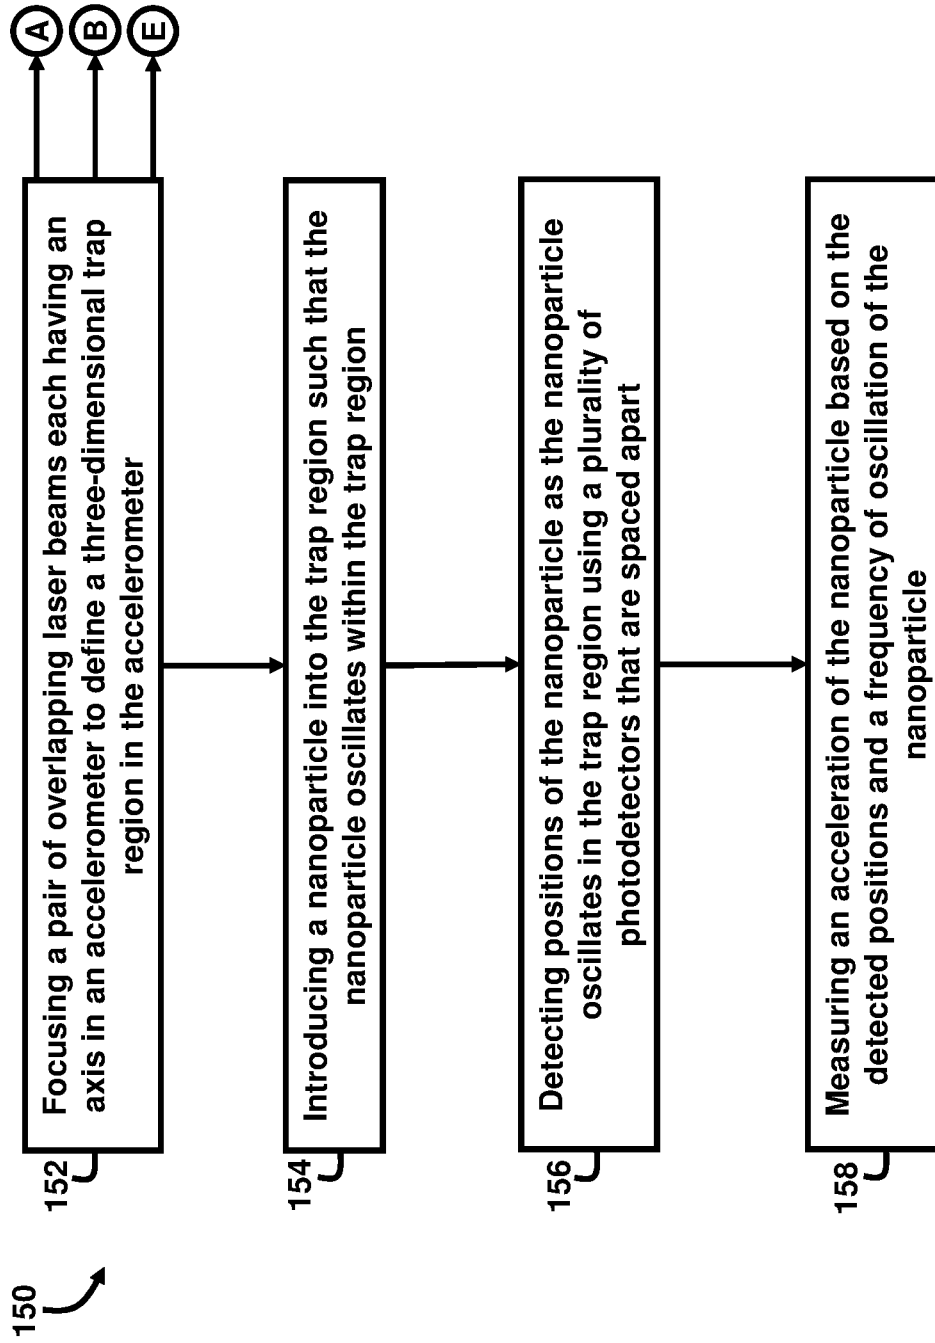 150
152
Focusing a pair of overlapping laser beams each having an
axis in an accelerometer to define a three-dimensional trap
region in the accelerometer
A
B
E
154
Introducing a nanoparticle into the trap region such that the
nanoparticle oscillates within the trap region
156
Detecting positions of the nanoparticle as the nanoparticle
oscillates in the trap region using a plurality of
photodetectors that are spaced apart
158
Measuring an acceleration of the nanoparticle based on the
detected positions and a frequency of oscillation of the
nanoparticle